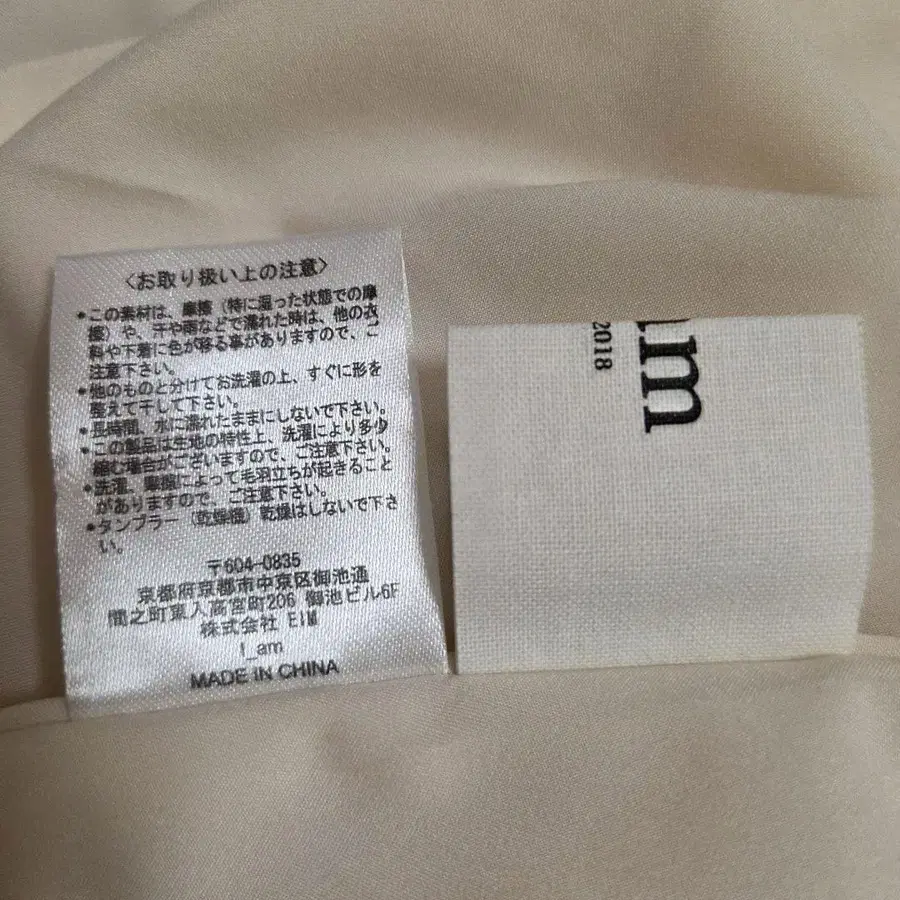 〈お取り扱い上の注意〉
•この素材は、摩擦（特に湿った状態での摩
擦）や、汗や雨などで濡れた時は、他の衣
料や下着に色が移る事がありますので、ご
注意下さい。
•他のものと分けてお洗濯の上、すぐに形を
整えて干して下さい。
•長時間、水に濡れたままにしないで下さい。
•この製品は生地の特性上、洗濯により多少
縮む場合がございますので、ご注意下さい。
•洗濯、摩擦によって毛羽立ちが起きること
がありますので、ご注意下さい。
•タンブラー（乾燥機）乾燥はしないで下さ
い。
〒604-0835
京都府京都市中京区御池通
間之町東入高宮町206 御池ビル6F
株式会社 EIM
I_am
MADE IN CHINA
am
2018